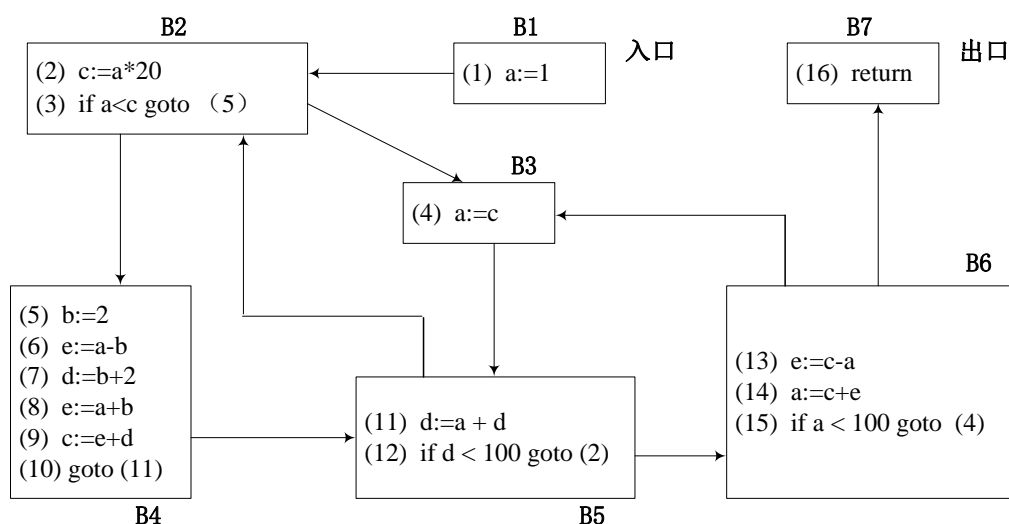 B2
(2) c:=a*20
(3) if a<c goto （5）
B1
(1) a:=1
入口
B7
(16) return
出口
B3
(4) a:=c
B4
(5) b:=2
(6) e:=a-b
(7) d:=b+2
(8) e:=a+b
(9) c:=e+d
(10) goto (11)
B5
(11) d:=a + d
(12) if d < 100 goto (2)
B6
(13) e:=c-a
(14) a:=c+e
(15) if a < 100 goto (4)